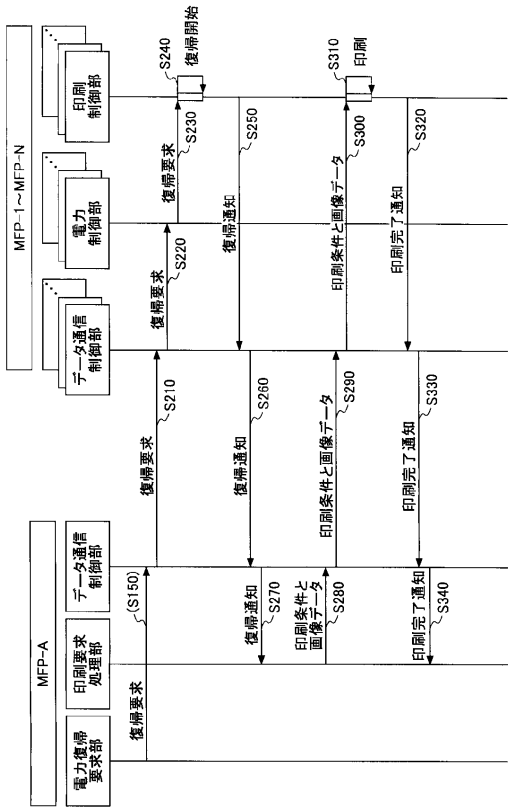 MFP-A
MFP-1～MFP-N
電力復帰
要求部
印刷要求
処理部
データ通信
制御部
データ通信
制御部
電力
制御部
印刷
制御部
復帰要求
(S150)
復帰要求
S210
復帰要求
S220
復帰要求
S230
S240
復帰開始
復帰通知
S250
復帰通知
S260
復帰通知
S270
印刷条件と
画像データ
S280
印刷条件と画像データ
S290
印刷条件と画像データ
S300
S310
印刷
印刷完了通知
S320
印刷完了通知
S330
印刷完了通知
S340